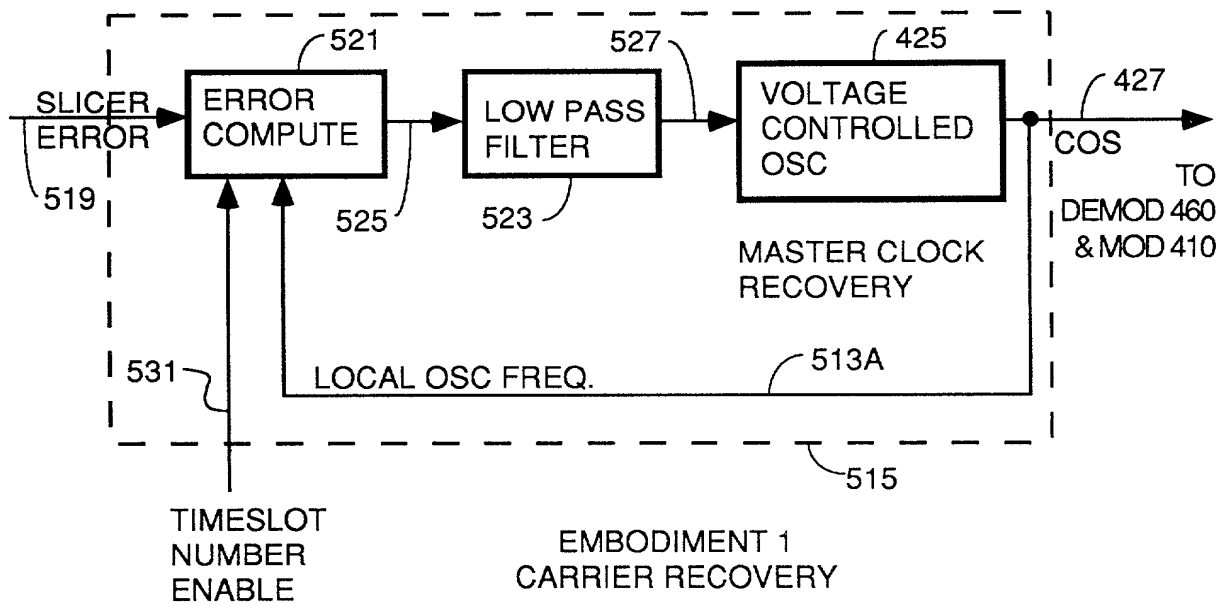 521
527
425
427
SLICER
ERROR
519
ERROR
COMPUTE
525
LOW PASS
FILTER
523
VOLTAGE
CONTROLLED
OSC
COS
TO
DEMOD 460
& MOD 410
MASTER CLOCK
RECOVERY
531
LOCAL OSC FREQ.
513A
515
TIMESLOT
NUMBER
ENABLE
EMBODIMENT 1
CARRIER RECOVERY